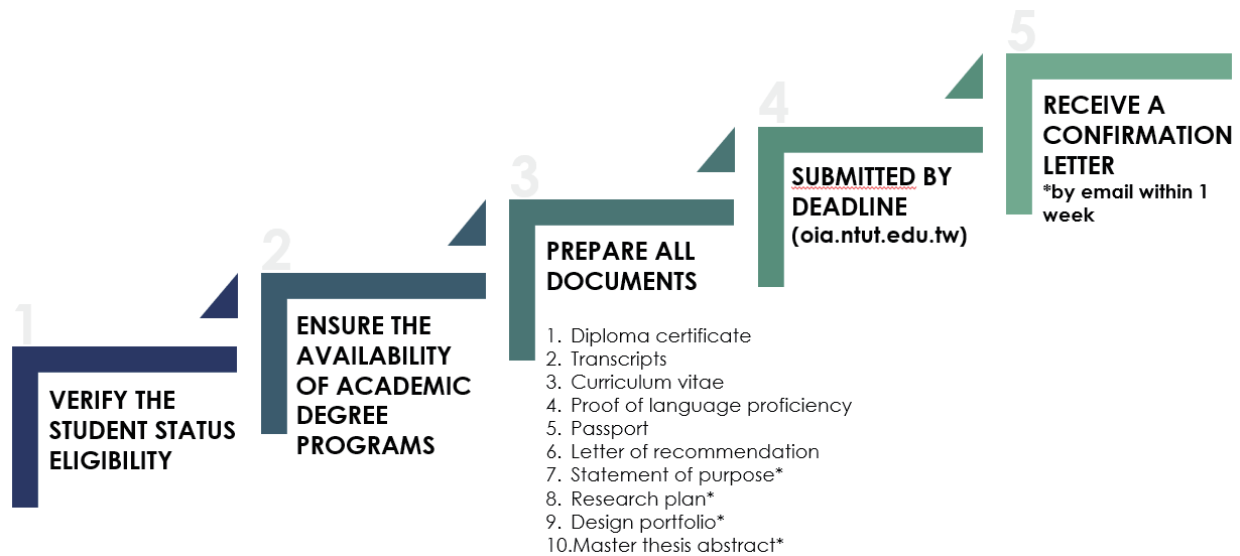 1
VERIFY THE
STUDENT STATUS
ELIGIBILITY
2
ENSURE THE
AVAILABILITY
OF ACADEMIC
DEGREE
PROGRAMS
3
PREPARE ALL
DOCUMENTS
1. Diploma certificate
2. Transcripts
3. Curriculum vitae
4. Proof of language proficiency
5. Passport
6. Letter of recommendation
7. Statement of purpose*
8. Research plan*
9. Design portfolio*
10.Master thesis abstract*
4
SUBMITTED BY
DEADLINE
(oia.ntut.edu.tw)
5
RECEIVE A
CONFIRMATION
LETTER
*by email within 1
week